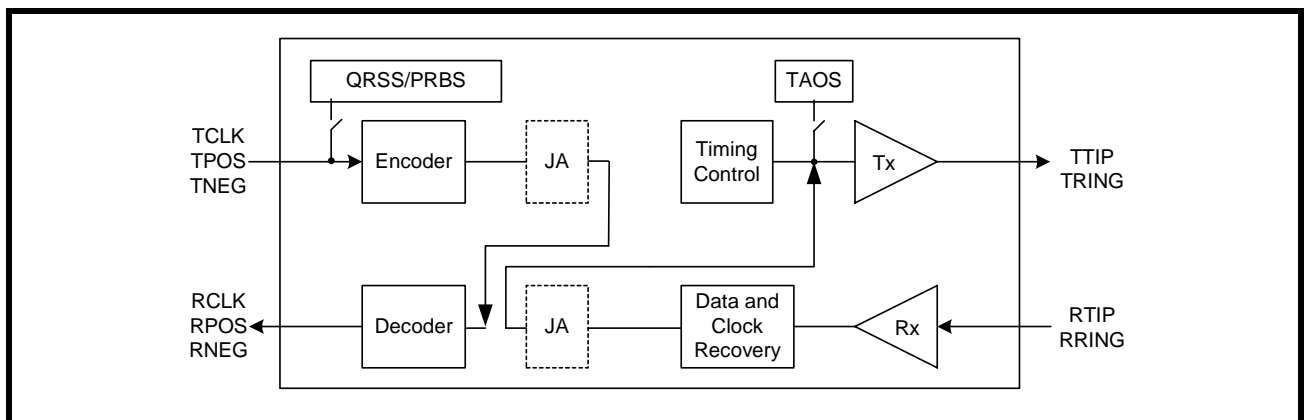 QRSS/PRBS
TAOS
TCLK
TPOS
TNEG
Encoder
JA
Timing
Control
Tx
TTIP
TRING
RCLK
RPOS
RNEG
Decoder
JA
Data and
Clock
Recovery
Rx
RTIP
RRING